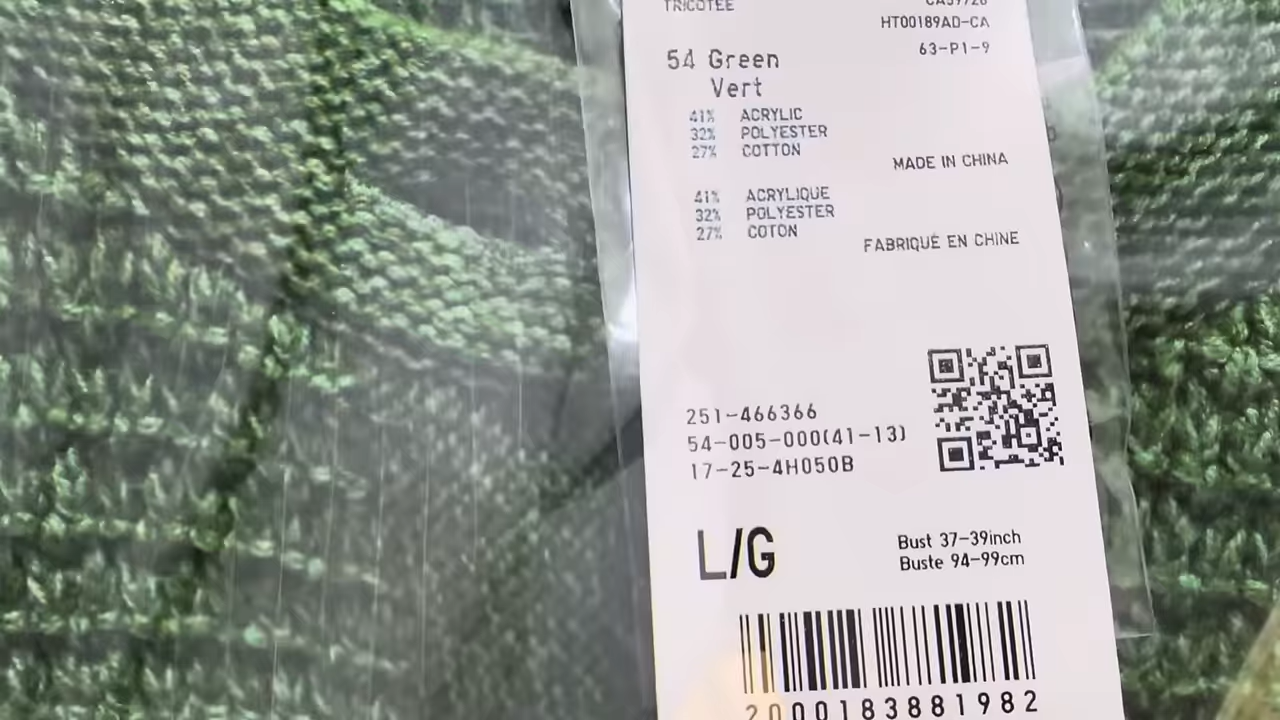 TRICOTÉE
CA59726
HT00189AD-CA
63-P1-9
54 Green
Vert
41% ACRYLIC
32% POLYESTER
27% COTTON
MADE IN CHINA
41% ACRYLIQUE
32% POLYESTER
27% COTON
FABRIQUÉ EN CHINE
251-466366
54-005-000(41-13)
17-25-4H050B
L/G
Bust 37-39inch
Buste 94-99cm
2000183881982